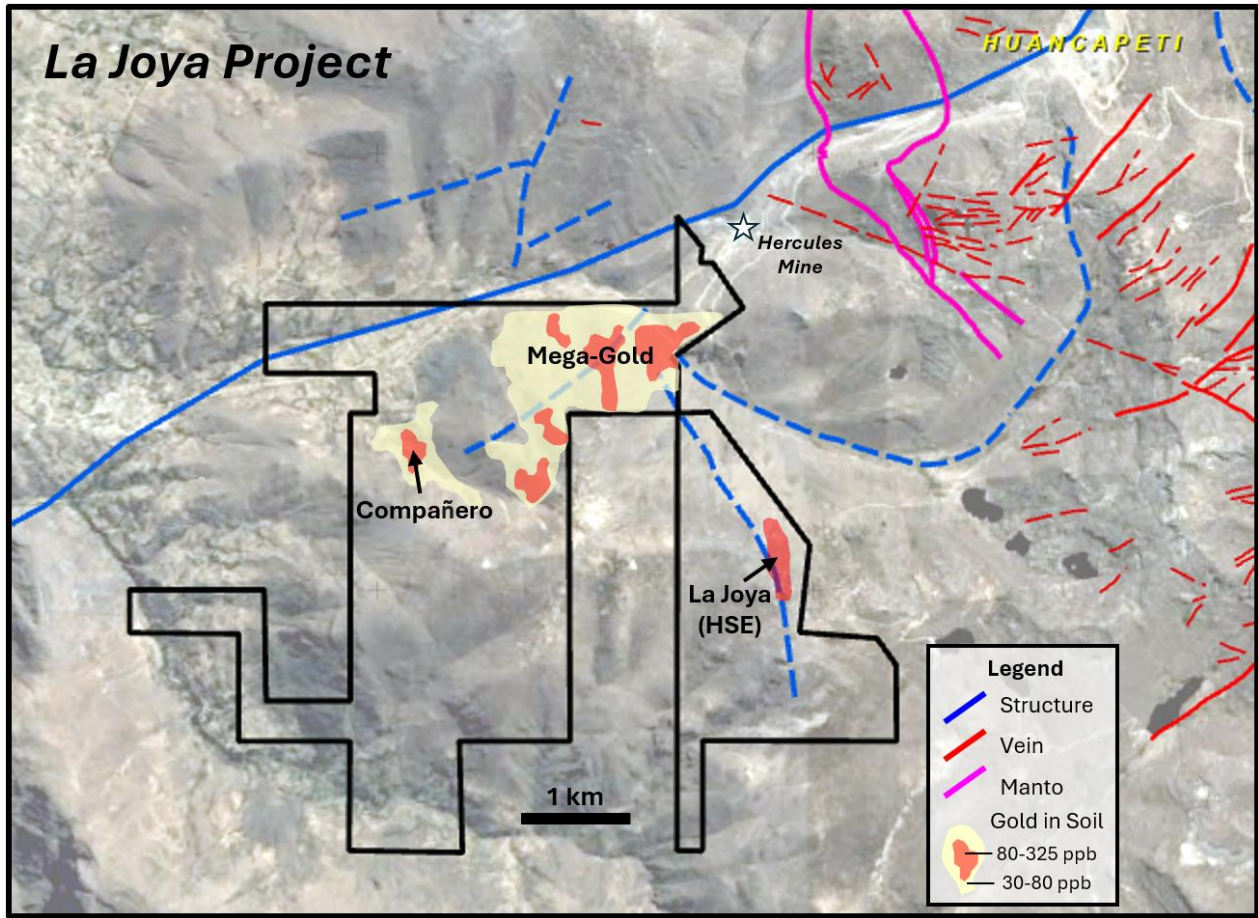 La Joya Project
HUANCAPETI
Hercules
Mine
Mega-Gold
Compañero
La Joya
(HSE)
1 km
Legend
Structure
Vein
Manto
Gold in Soil
80-325 ppb
30-80 ppb